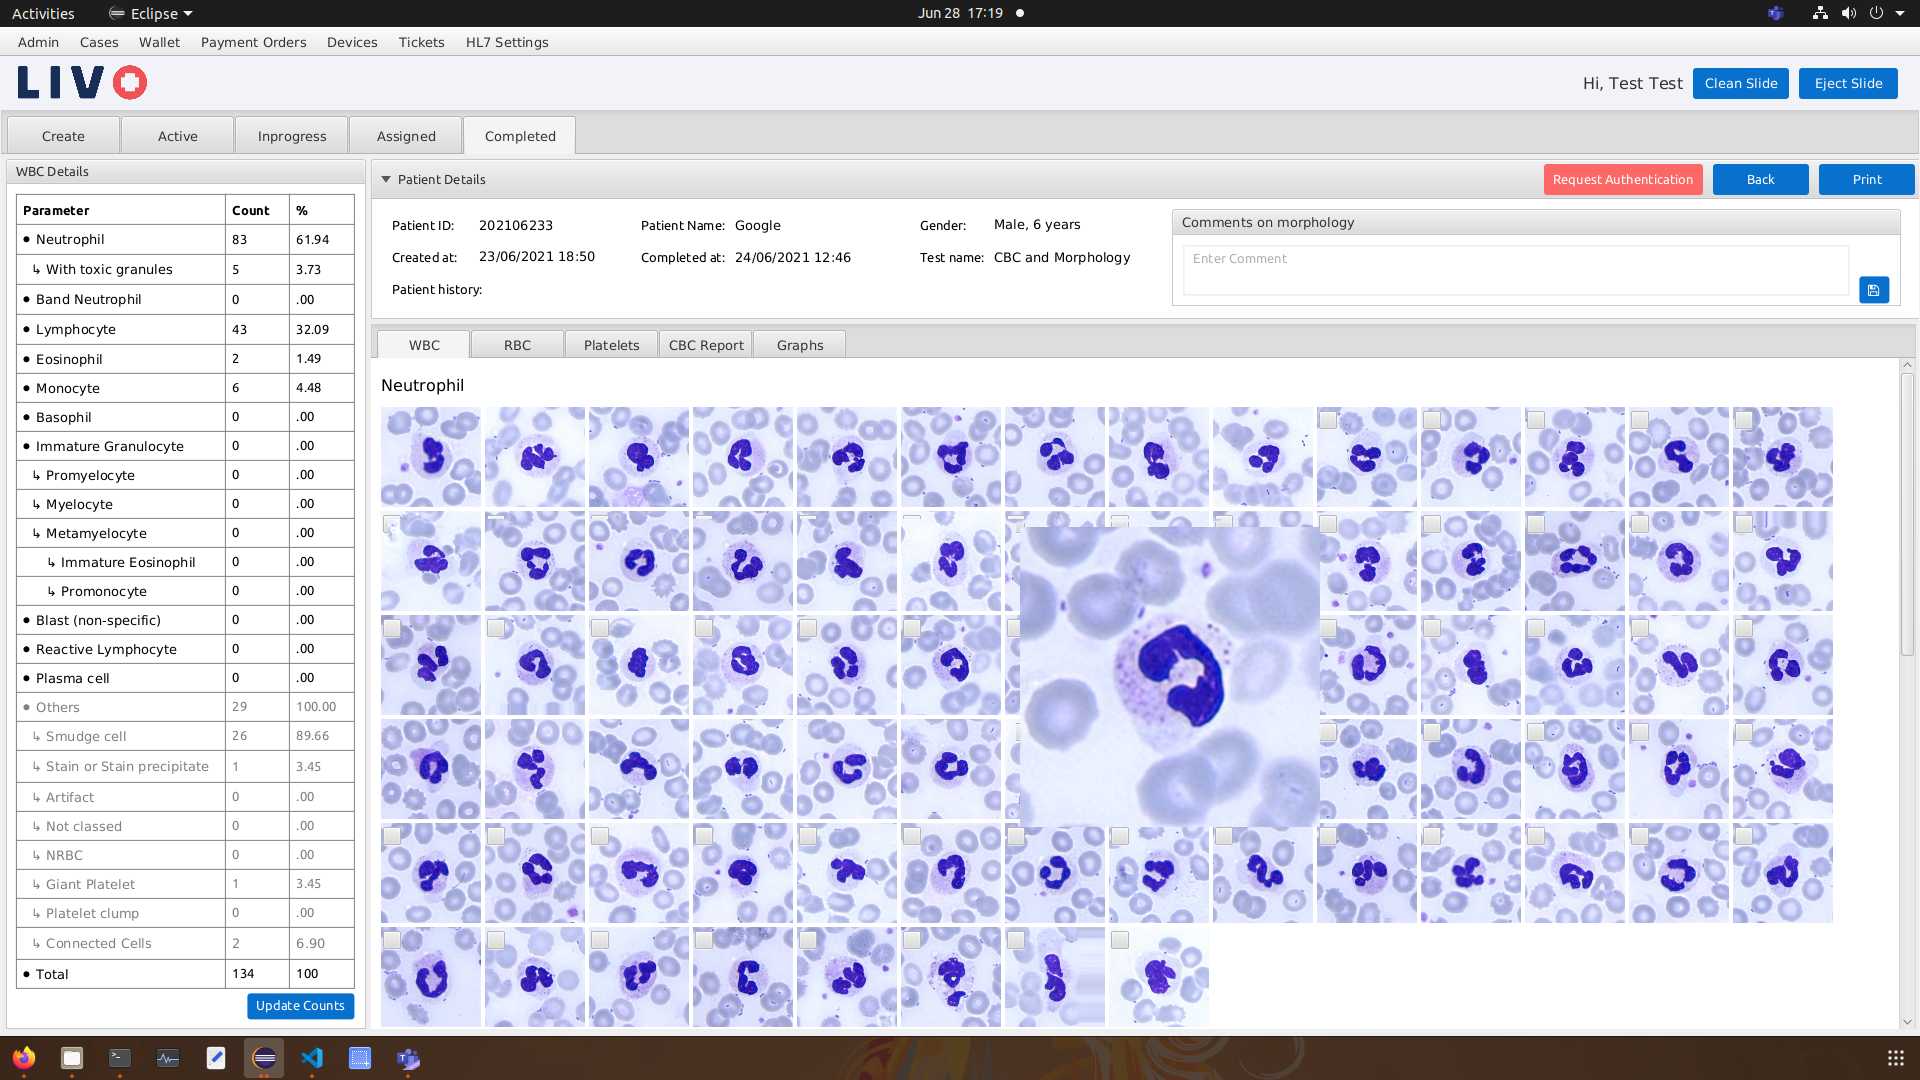 Activities Eclipse Jun 28 17:19
Admin Cases Wallet Payment Orders Devices Tickets HL7 Settings
LIVO Hi, Test Test Clean Slide Eject Slide
Create Active Inprogress Assigned Completed
WBC Details
Parameter Count %
● Neutrophil 83 61.94
↳ With toxic granules 5 3.73
● Band Neutrophil 0 .00
● Lymphocyte 43 32.09
● Eosinophil 2 1.49
● Monocyte 6 4.48
● Basophil 0 .00
● Immature Granulocyte 0 .00
↳ Promyelocyte 0 .00
↳ Myelocyte 0 .00
↳ Metamyelocyte 0 .00
↳ Immature Eosinophil 0 .00
↳ Promonocyte 0 .00
● Blast (non-specific) 0 .00
● Reactive Lymphocyte 0 .00
● Plasma cell 0 .00
● Others 29 100.00
↳ Smudge cell 26 89.66
↳ Stain or Stain precipitate 1 3.45
↳ Artifact 0 .00
↳ Not classed 0 .00
↳ NRBC 0 .00
↳ Giant Platelet 1 3.45
↳ Platelet clump 0 .00
↳ Connected Cells 2 6.90
● Total 134 100
Update Counts
Patient Details Request Authentication Back Print
Patient ID: 202106233 Patient Name: Google Gender: Male, 6 years
Created at: 23/06/2021 18:50 Completed at: 24/06/2021 12:46 Test name: CBC and Morphology
Patient history:
Comments on morphology
Enter Comment
WBC RBC Platelets CBC Report Graphs
Neutrophil